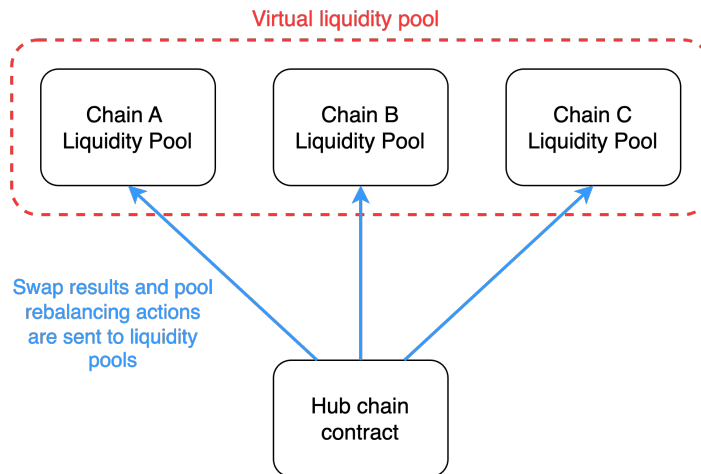 Virtual liquidity pool
Chain A
Liquidity Pool
Chain B
Liquidity Pool
Chain C
Liquidity Pool
Swap results and pool
rebalancing actions
are sent to liquidity
pools
Hub chain
contract